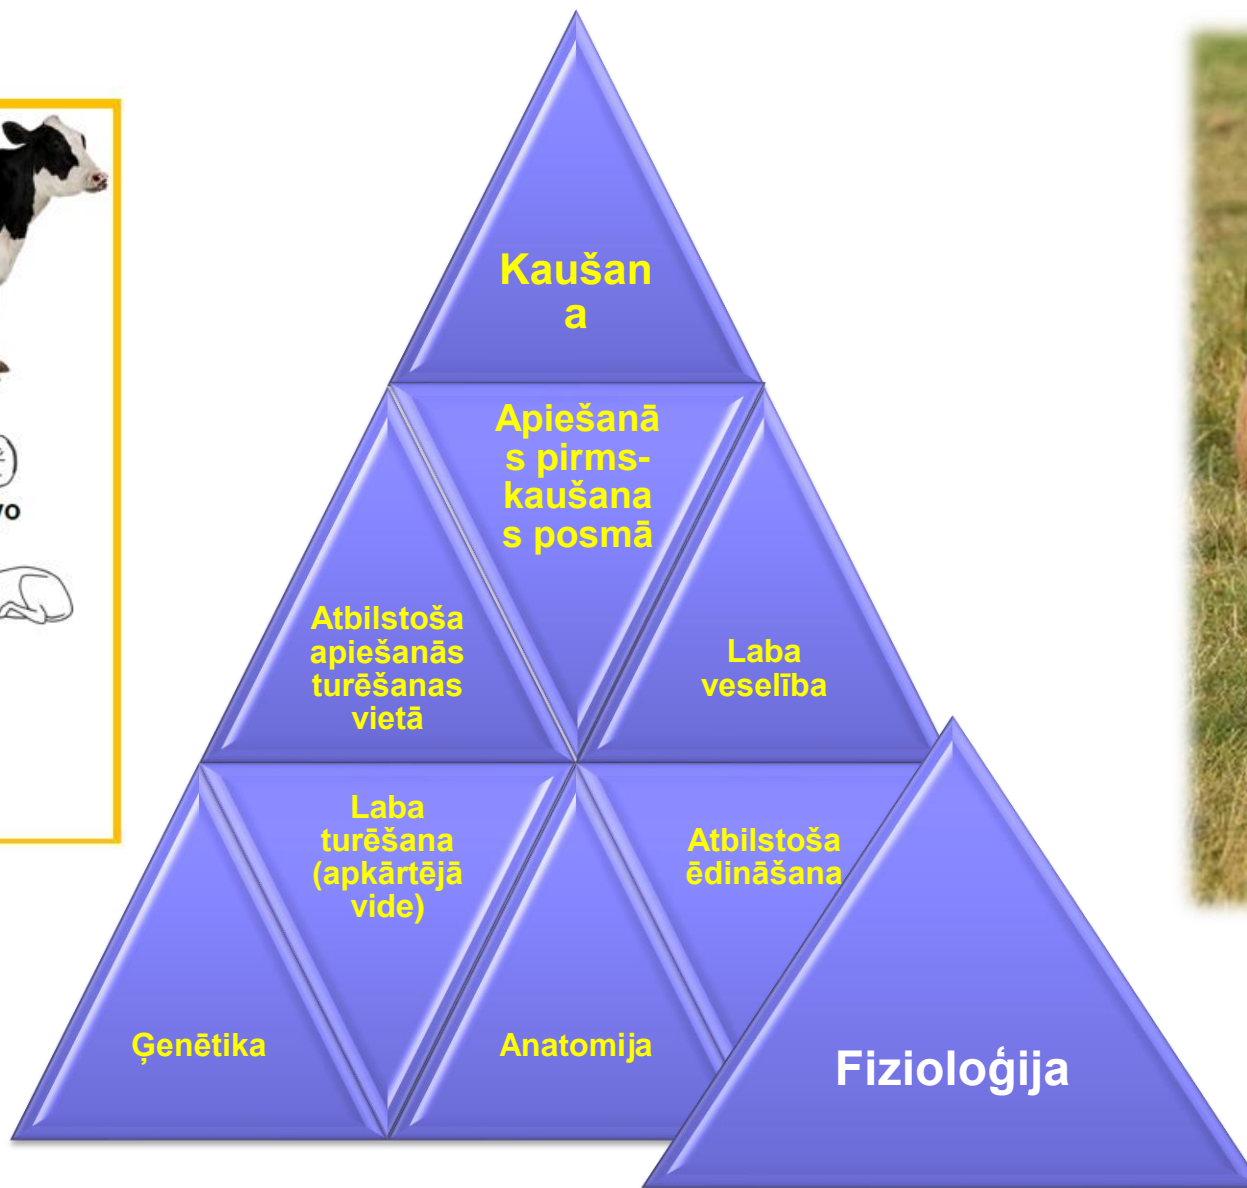 Kaušan
a
Apiešanā
s pirms-
kaušana
s posmā
Atbilstoša
apiešanās
turēšanas
vietā
Laba
veselība
Laba
turēšana
(apkārtējā
vide)
Atbilstoša
ēdināšana
Ģenētika
Anatomija
Fizioloģija